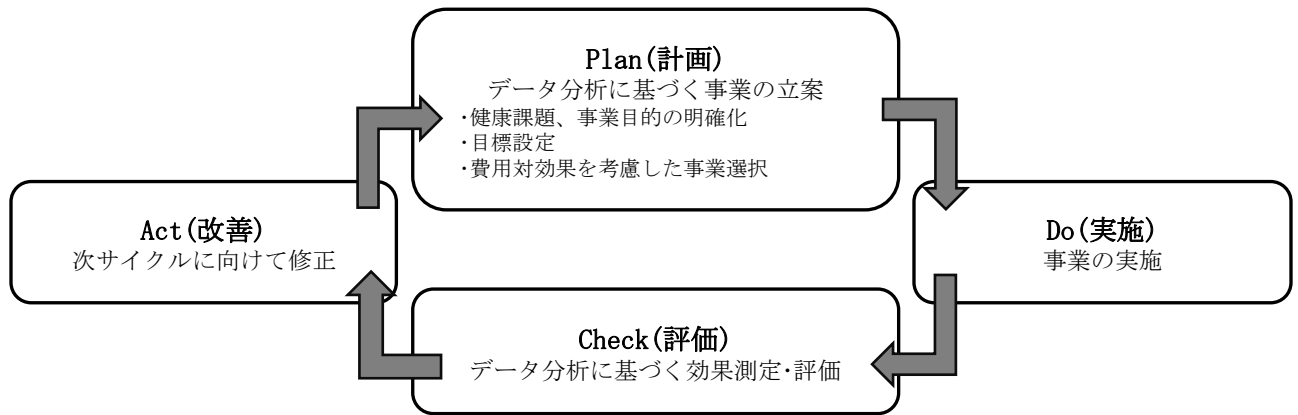 Plan(計画)
データ分析に基づく事業の立案
･健康課題、事業目的の明確化
･目標設定
･費用対効果を考慮した事業選択
Act(改善)
次サイクルに向けて修正
Do(実施)
事業の実施
Check(評価)
データ分析に基づく効果測定･評価